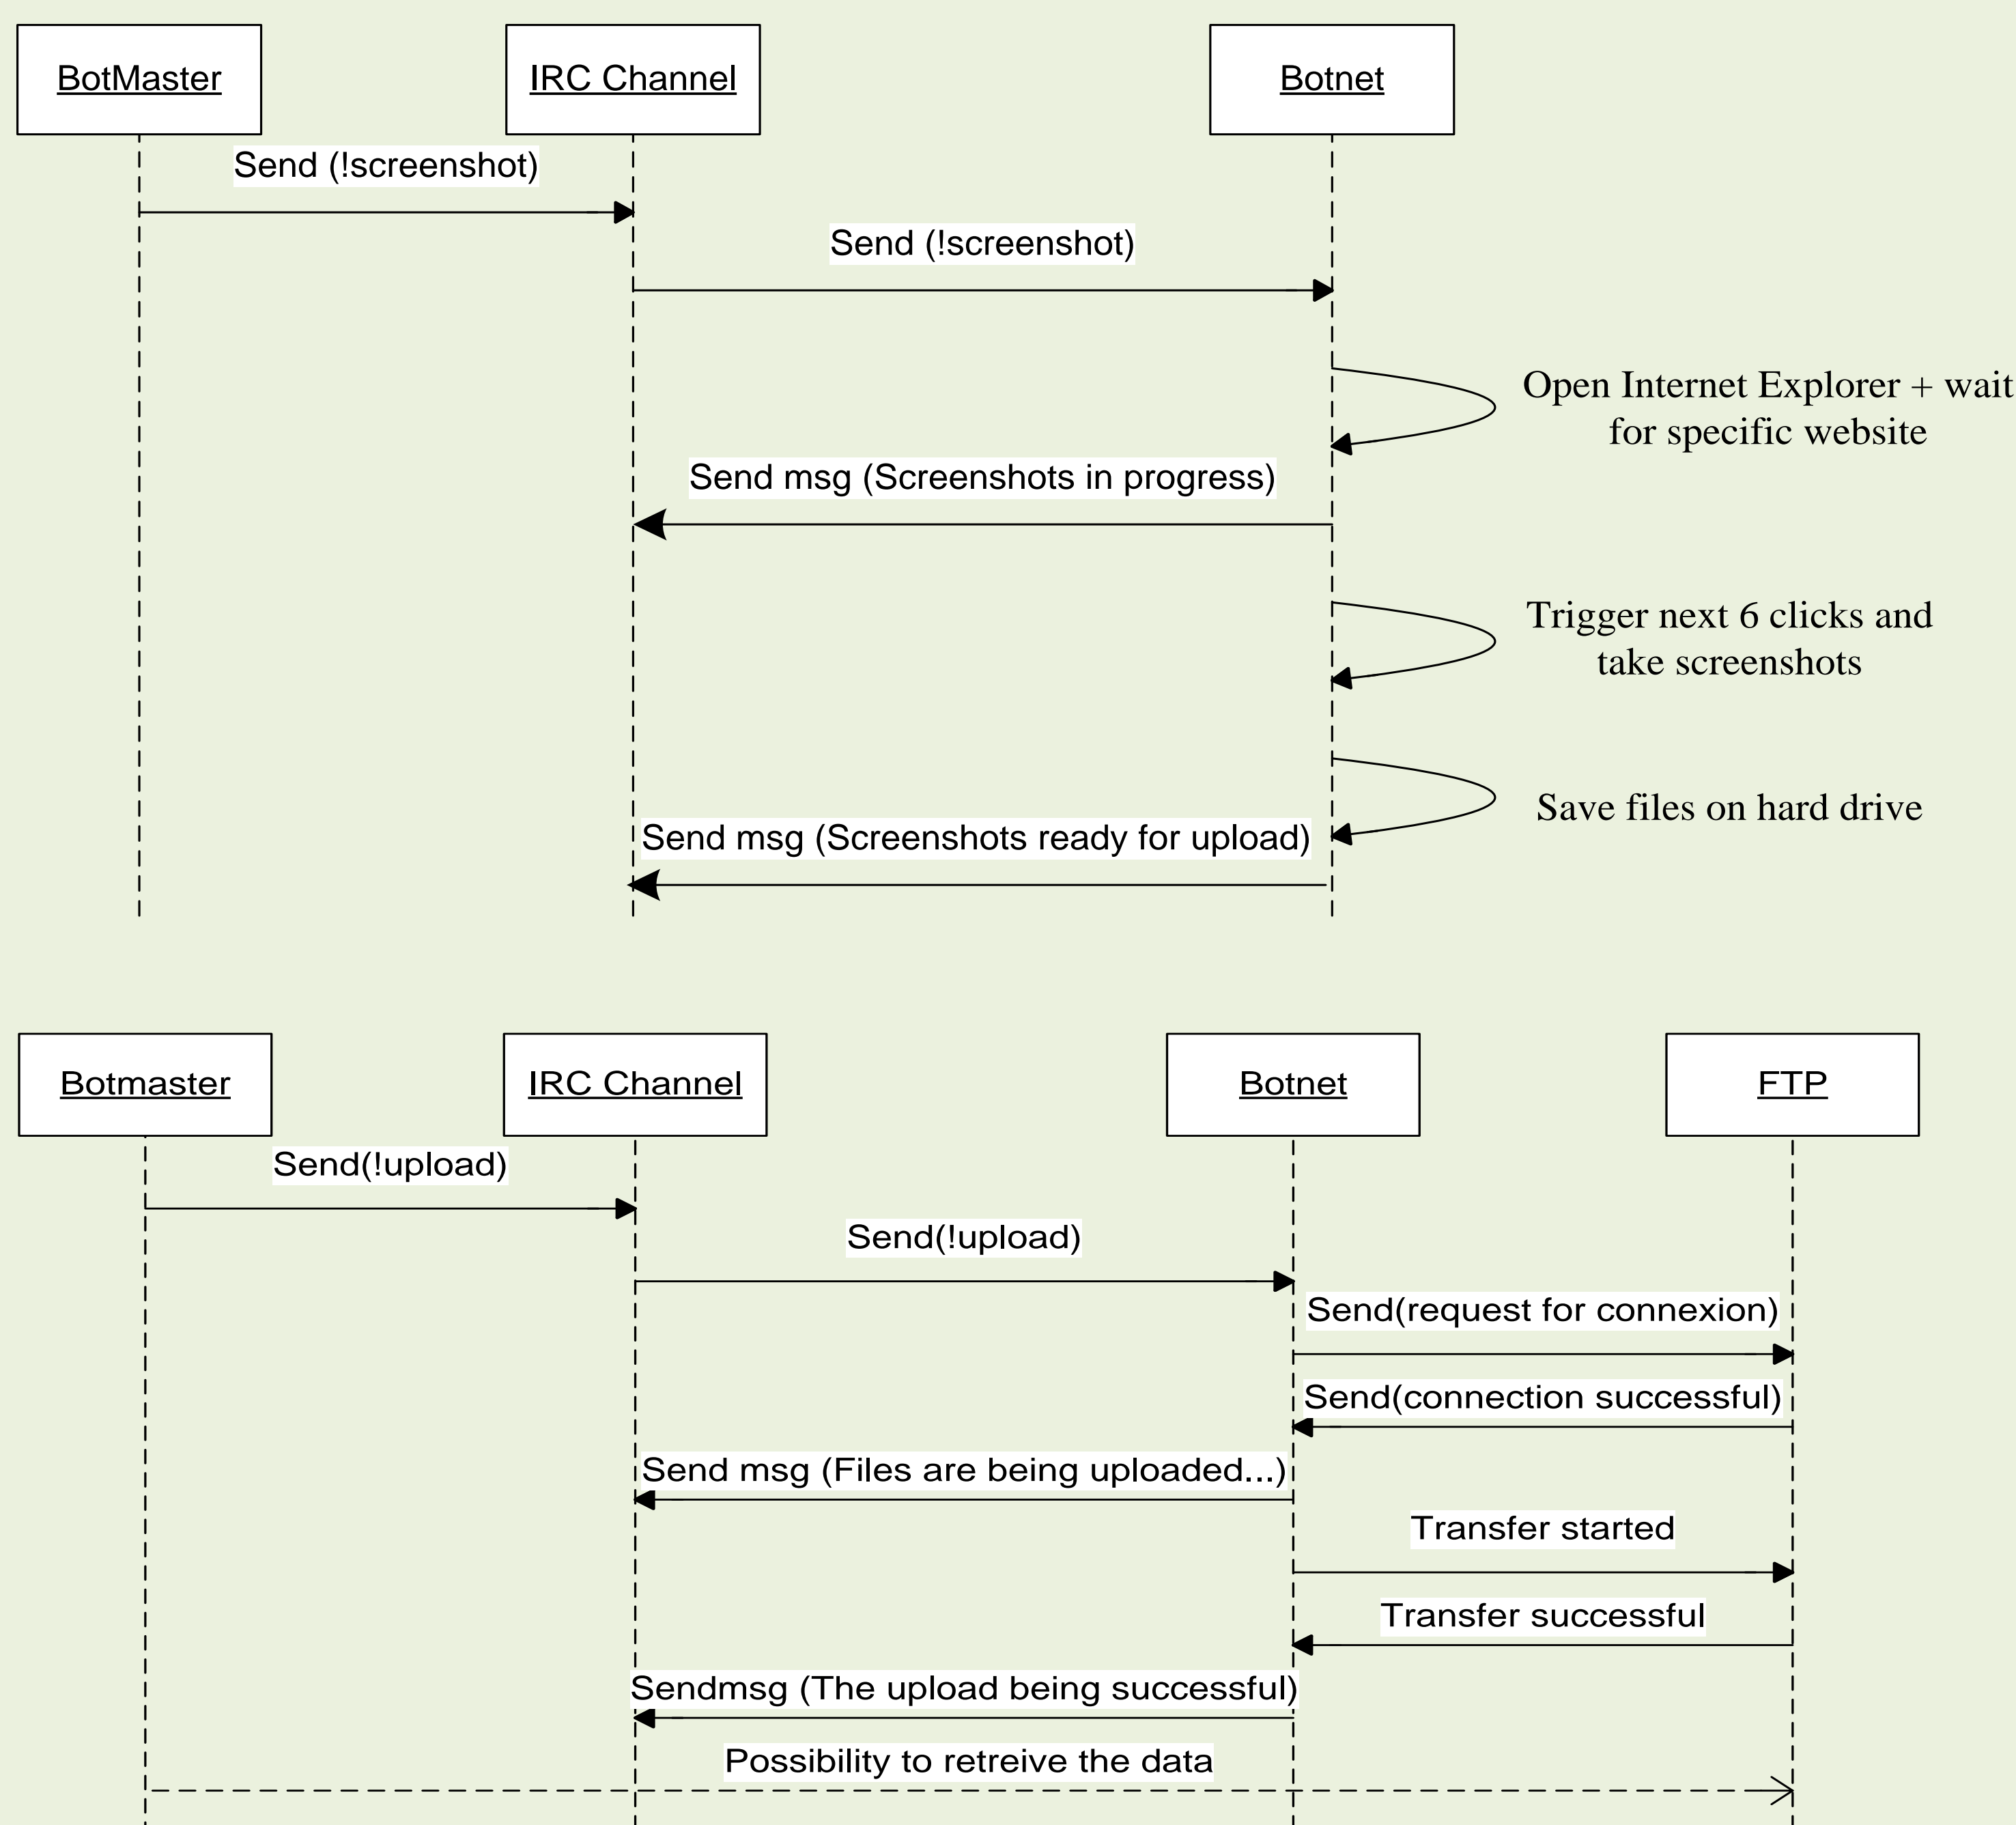 BotMaster
IRC Channel
Botnet
Send (!screenshot)
Send (!screenshot)
Open Internet Explorer + wait
for specific website
Send msg (Screenshots in progress)
Trigger next 6 clicks and
take screenshots
Save files on hard drive
Send msg (Screenshots ready for upload)
Botmaster
IRC Channel
Botnet
FTP
Send(!upload)
Send(!upload)
Send(request for connexion)
Send(connection successful)
Send msg (Files are being uploaded...)
Transfer started
Transfer successful
Sendmsg (The upload being successful)
Possibility to retreive the data